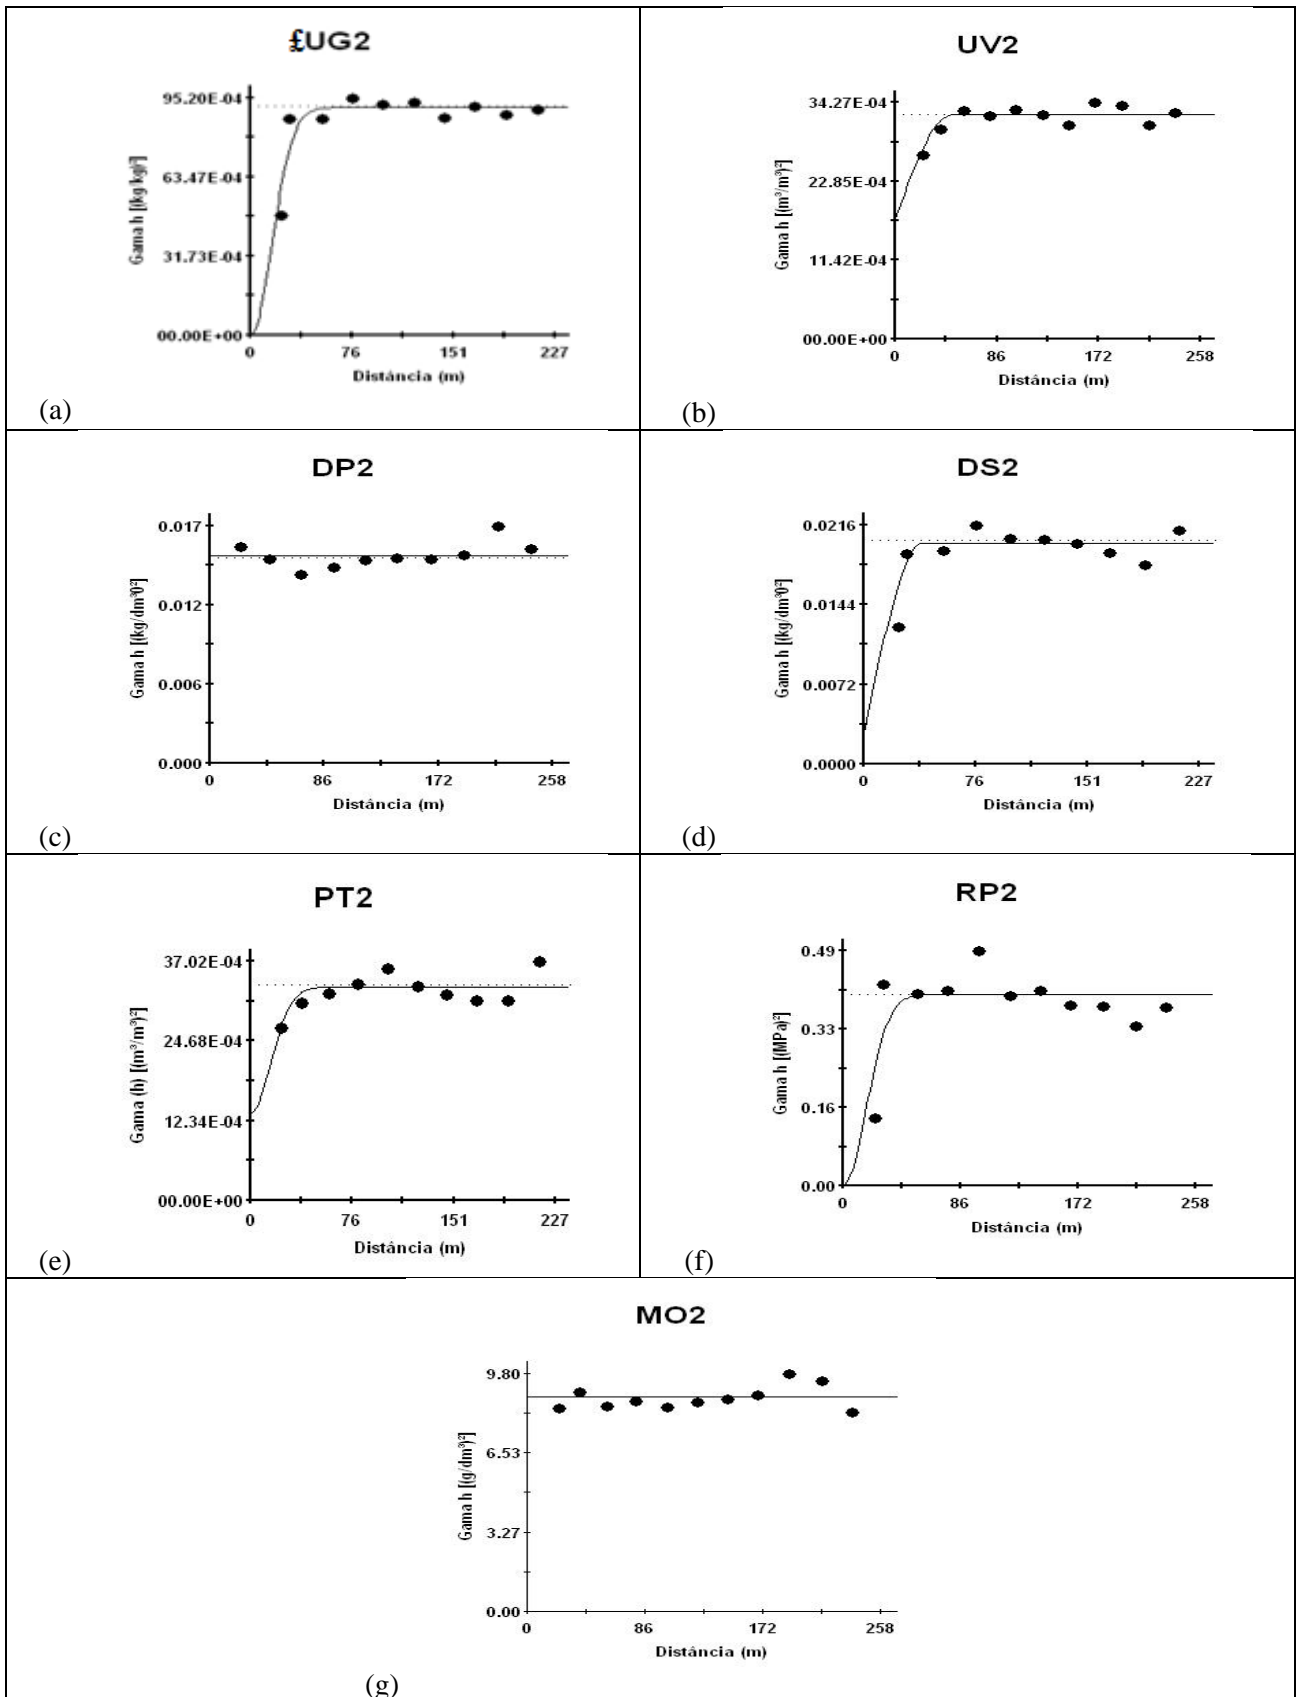 £UG2
95.20E-04
63.47E-04
31.73E-04
00.00E+00
Gama h [(kg/kg)²]
0 76 151 227
Distância (m)
(a)
UV2
34.27E-04
22.85E-04
11.42E-04
00.00E+00
Gama h [(m³/m³)²]
0 86 172 258
Distância (m)
(b)
DP2
0.017
0.012
0.006
0.000
Gama h [(kg/dm³0²]
0 86 172 258
Distância (m)
(c)
DS2
0.0216
0.0144
0.0072
0.0000
Gama h [(kg/dm³0²]
0 76 151 227
Distância (m)
(d)
PT2
37.02E-04
24.68E-04
12.34E-04
00.00E+00
Gama (h) [(m³/m³)²]
0 76 151 227
Distância (m)
(e)
RP2
0.49
0.33
0.16
0.00
Gama h [(MPa)²]
0 86 172 258
Distância (m)
(f)
MO2
9.80
6.53
3.27
0.00
Gama h [(g/dm³)²]
0 86 172 258
Distância (m)
(g)